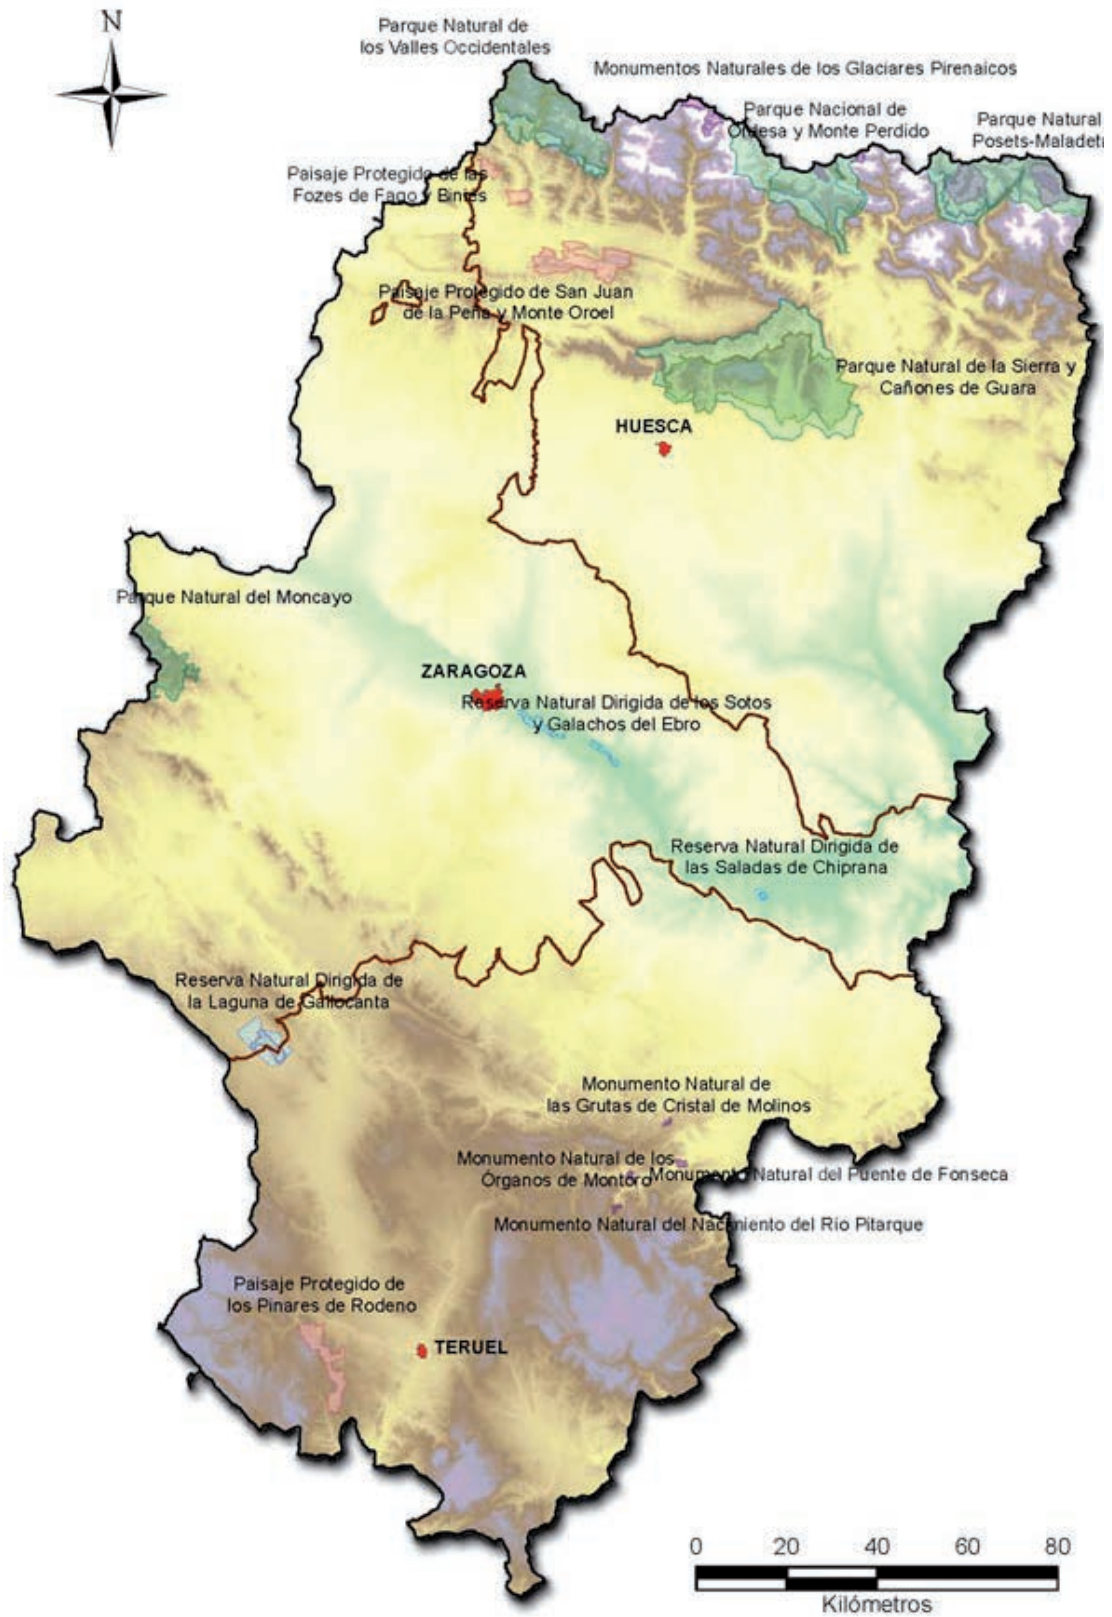 N
Parque Natural de
los Valles Occidentales
Monumentos Naturales de los Glaciares Pirenaicos
Parque Nacional de
Ordesa y Monte Perdido
Parque Natural
Posets-Maladeta
Paisaje Protegido de las
Fozes de Fago y Binies
Paisaje Protegido de San Juan
de la Peña y Monte Oroel
Parque Natural de la Sierra y
Cañones de Guara
HUESCA
Parque Natural del Moncayo
ZARAGOZA
Reserva Natural Dirigida de los Sotos
y Galachos del Ebro
Reserva Natural Dirigida de
las Saladas de Chiprana
Reserva Natural Dirigida de
la Laguna de Gallocanta
Monumento Natural de
las Grutas de Cristal de Molinos
Monumento Natural de los
Órganos de Montoro
Monumento Natural del Puente de Fonseca
Monumento Natural del Nacimiento del Río Pitarque
Paisaje Protegido de
los Pinares de Rodeno
TERUEL
0 20 40 60 80
Kilómetros